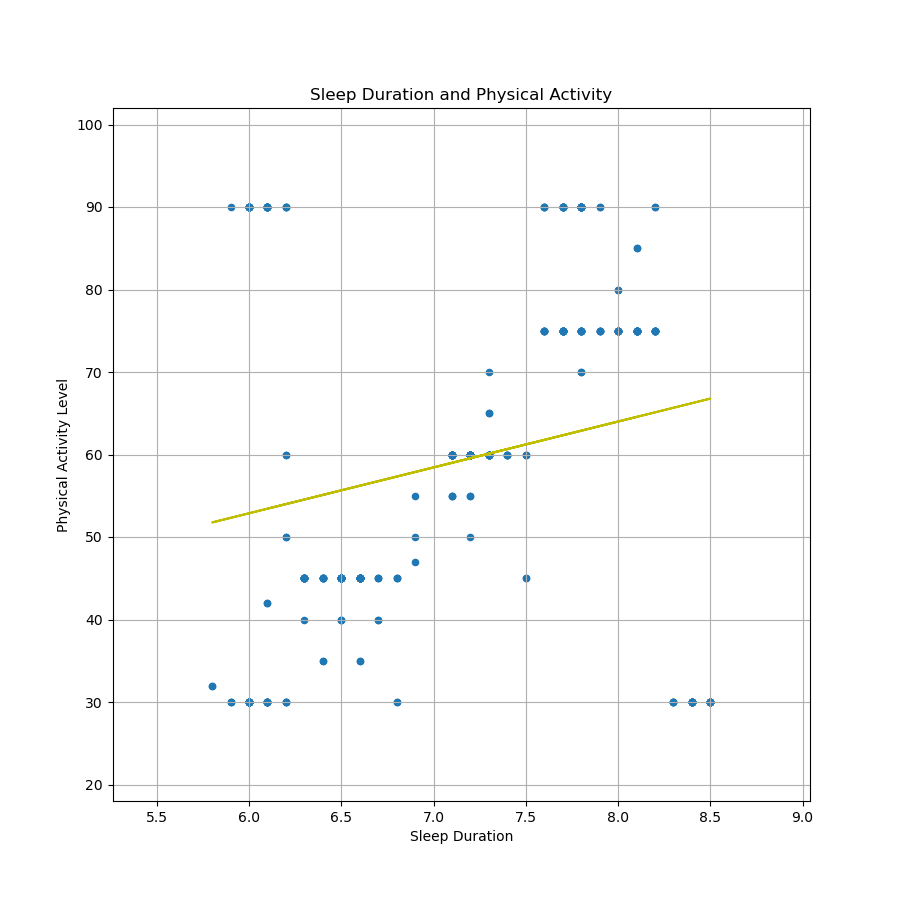 Sleep Duration and Physical Activity
100
90
80
70
60
50
40
30
20
Physical Activity Level
5.5 6.0 6.5 7.0 7.5 8.0 8.5 9.0
Sleep Duration